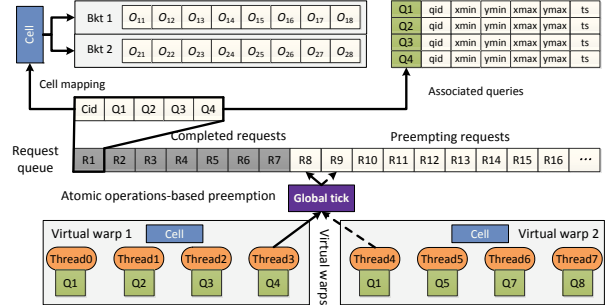 Cell
Bkt 1 O11 O12 O13 O14 O15 O16 O17 O18
Bkt 2 O21 O22 O23 O24 O25 O26 O27 O28
Q1 qid xmin ymin xmax ymax ts
Q2 qid xmin ymin xmax ymax ts
Q3 qid xmin ymin xmax ymax ts
Q4 qid xmin ymin xmax ymax ts
Cell mapping
Associated queries
Cid Q1 Q2 Q3 Q4
Completed requests
Preempting requests
Request
queue
R1 R2 R3 R4 R5 R6 R7 R8 R9 R10 R11 R12 R13 R14 R15 R16 ···
Atomic operations-based preemption
Global tick
Virtual warp 1
Cell
Thread0 Thread1 Thread2 Thread3
Q1 Q2 Q3 Q4
Virtual warps
Cell
Virtual warp 2
Thread4 Thread5 Thread6 Thread7
Q1 Q5 Q7 Q8